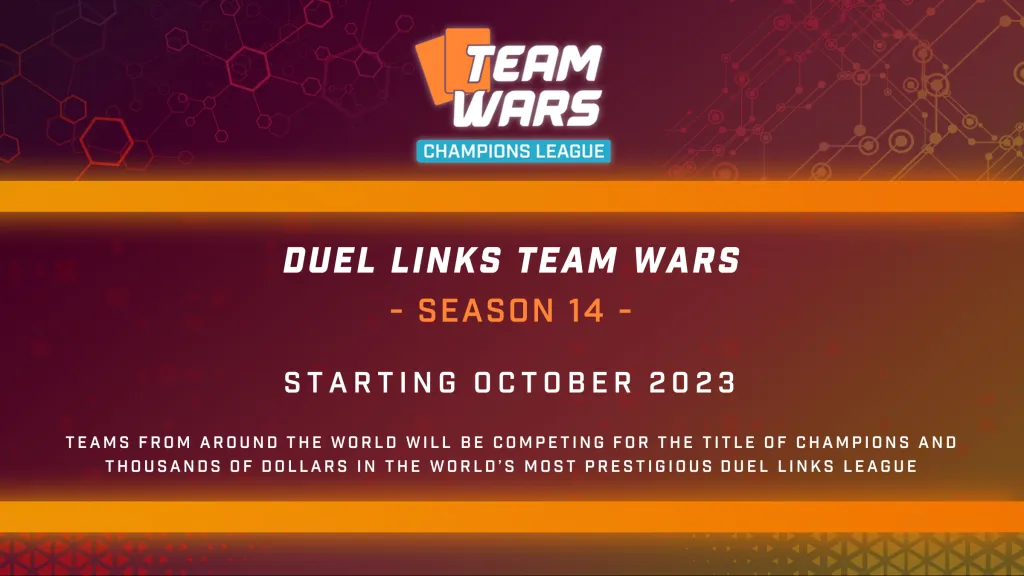 TEAM
WARS
CHAMPIONS LEAGUE
DUEL LINKS TEAM WARS
- SEASON 14 -
STARTING OCTOBER 2023
TEAMS FROM AROUND THE WORLD WILL BE COMPETING FOR THE TITLE OF CHAMPIONS AND
THOUSANDS OF DOLLARS IN THE WORLD'S MOST PRESTIGIOUS DUEL LINKS LEAGUE